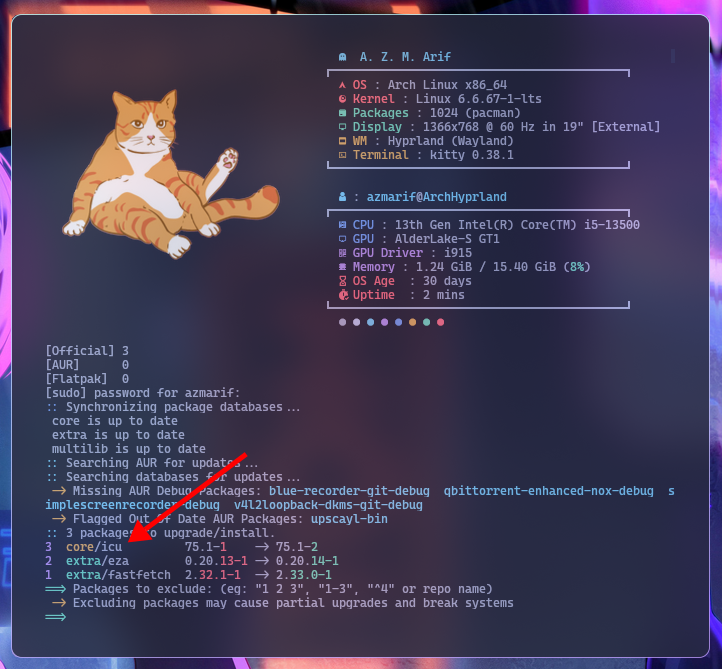 A. Z. M. Arif
OS : Arch Linux x86_64
Kernel : Linux 6.6.67-1-lts
Packages : 1024 (pacman)
Display : 1366x768 @ 60 Hz in 19" [External]
WM : Hyprland (Wayland)
Terminal : kitty 0.38.1
: azmarif@ArchHyprland
CPU : 13th Gen Intel(R) Core(TM) i5-13500
GPU : AlderLake-S GT1
GPU Driver : i915
Memory : 1.24 GiB / 15.40 GiB (8%)
OS Age : 30 days
Uptime : 2 mins
[Official] 3
[AUR] 0
[Flatpak] 0
[sudo] password for azmarif:
:: Synchronizing package databases...
core is up to date
extra is up to date
multilib is up to date
:: Searching AUR for updates...
:: Searching databases for updates...
-> Missing AUR Debug Packages: blue-recorder-git-debug qbittorrent-enhanced-nox-debug s
implescreenrecorder-debug v4l2loopback-dkms-git-debug
-> Flagged Out Of Date AUR Packages: upscayl-bin
:: 3 packages to upgrade/install.
3 core/icu 75.1-1 -> 75.1-2
2 extra/eza 0.20.13-1 -> 0.20.14-1
1 extra/fastfetch 2.32.1-1 -> 2.33.0-1
==> Packages to exclude: (eg: "1 2 3", "1-3", "^4" or repo name)
-> Excluding packages may cause partial upgrades and break systems
==>